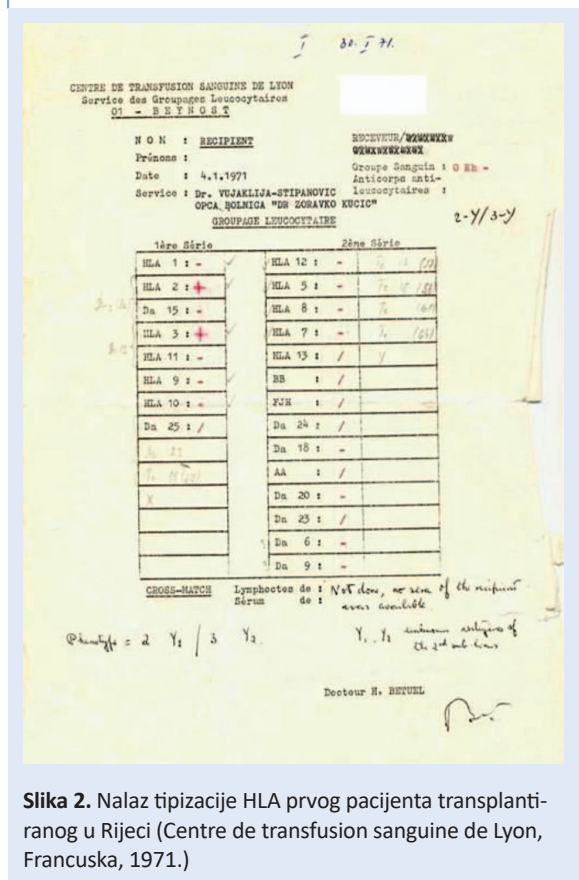 I 30. I 71.
CENTRE DE TRANSFUSION SANGUINE DE LYON
Service des Groupages Leucocytaires
01 - BEYNOST
NON : RECIPIENT
Prénoms :
Date : 4.1.1971
Service : Dr. VUJAKLIJA-STIPANOVIC
OPCA BOLNICA "DR ZORAVKO KUCIC"
RECEVEUR/
Groupe Sanguin : O Rh -
Anticorps anti-
leucocytaires :
2-Y/3-Y
GROUPAGE LEUCOCYTAIRE
1ère Série
HLA 1 : -
HLA 2 : +
Da 15 : -
HLA 3 : +
HLA 11 : -
HLA 9 : -
HLA 10 : -
Da 25 : /
X
2ème Série
HLA 12 : -
HLA 5 : -
HLA 8 : -
HLA 7 : -
HLA 13 : / Y
BB : /
FJH : /
Da 24 : /
Da 18 : -
AA : /
Da 20 : -
Da 23 : /
Da 6 : -
Da 9 : -
CROSS-MATCH Lymphoctes de : Not done, no sera of the recipient
Sérum de : available
Phenotype = 2 Y1 / 3 Y2. Y1, Y2 unknown antigens of
the 2nd sub-locus
Docteur H. BETUEL
Slika 2. Nalaz tipizacije HLA prvog pacijenta transplanti-
ranog u Rijeci (Centre de transfusion sanguine de Lyon,
Francuska, 1971.)